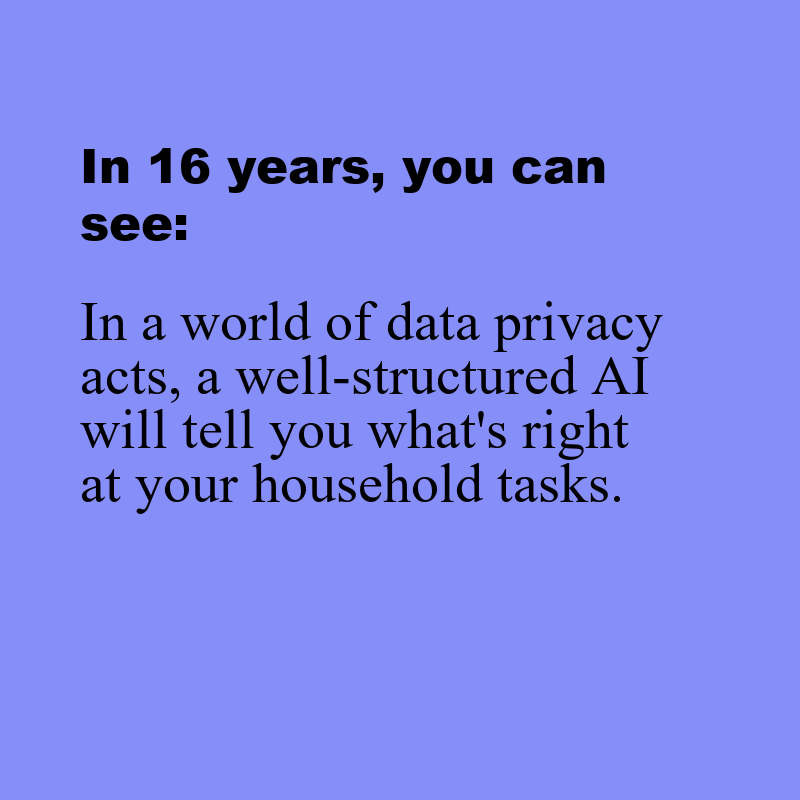 In 16 years, you can
see:
In a world of data privacy
acts, a well-structured AI
will tell you what's right
at your household tasks.